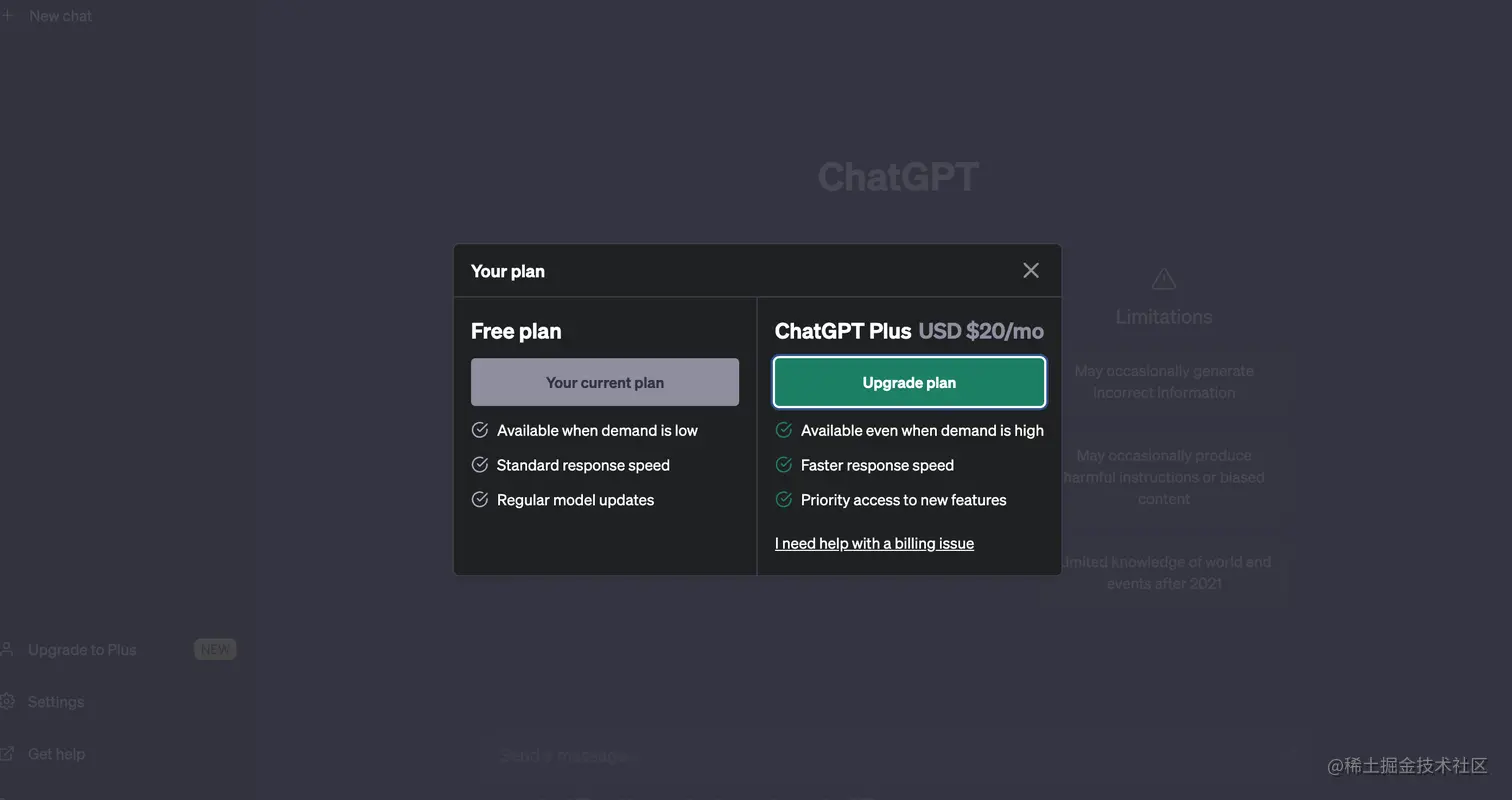 New chat
ChatGPT
Your plan
Free plan
Your current plan
Available when demand is low
Standard response speed
Regular model updates
ChatGPT Plus USD $20/mo
Upgrade plan
Available even when demand is high
Faster response speed
Priority access to new features
I need help with a billing issue
Limitations
May occasionally generate
incorrect information
May occasionally produce
harmful instructions or biased
content
Limited knowledge of world and
events after 2021
Upgrade to Plus NEW
Settings
Get help
Send a message
@稀土掘金技术社区